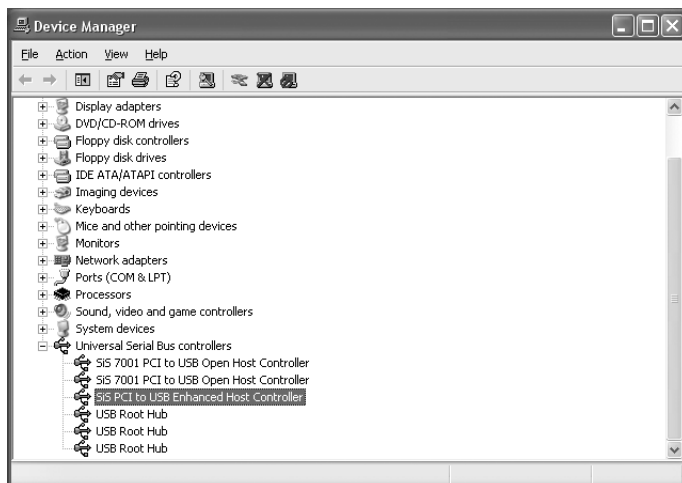 Device Manager
File Action View Help
Display adapters
DVD/CD-ROM drives
Floppy disk controllers
Floppy disk drives
IDE ATA/ATAPI controllers
Imaging devices
Keyboards
Mice and other pointing devices
Monitors
Network adapters
Ports (COM & LPT)
Processors
Sound, video and game controllers
System devices
Universal Serial Bus controllers
SiS 7001 PCI to USB Open Host Controller
SiS 7001 PCI to USB Open Host Controller
SiS PCI to USB Enhanced Host Controller
USB Root Hub
USB Root Hub
USB Root Hub